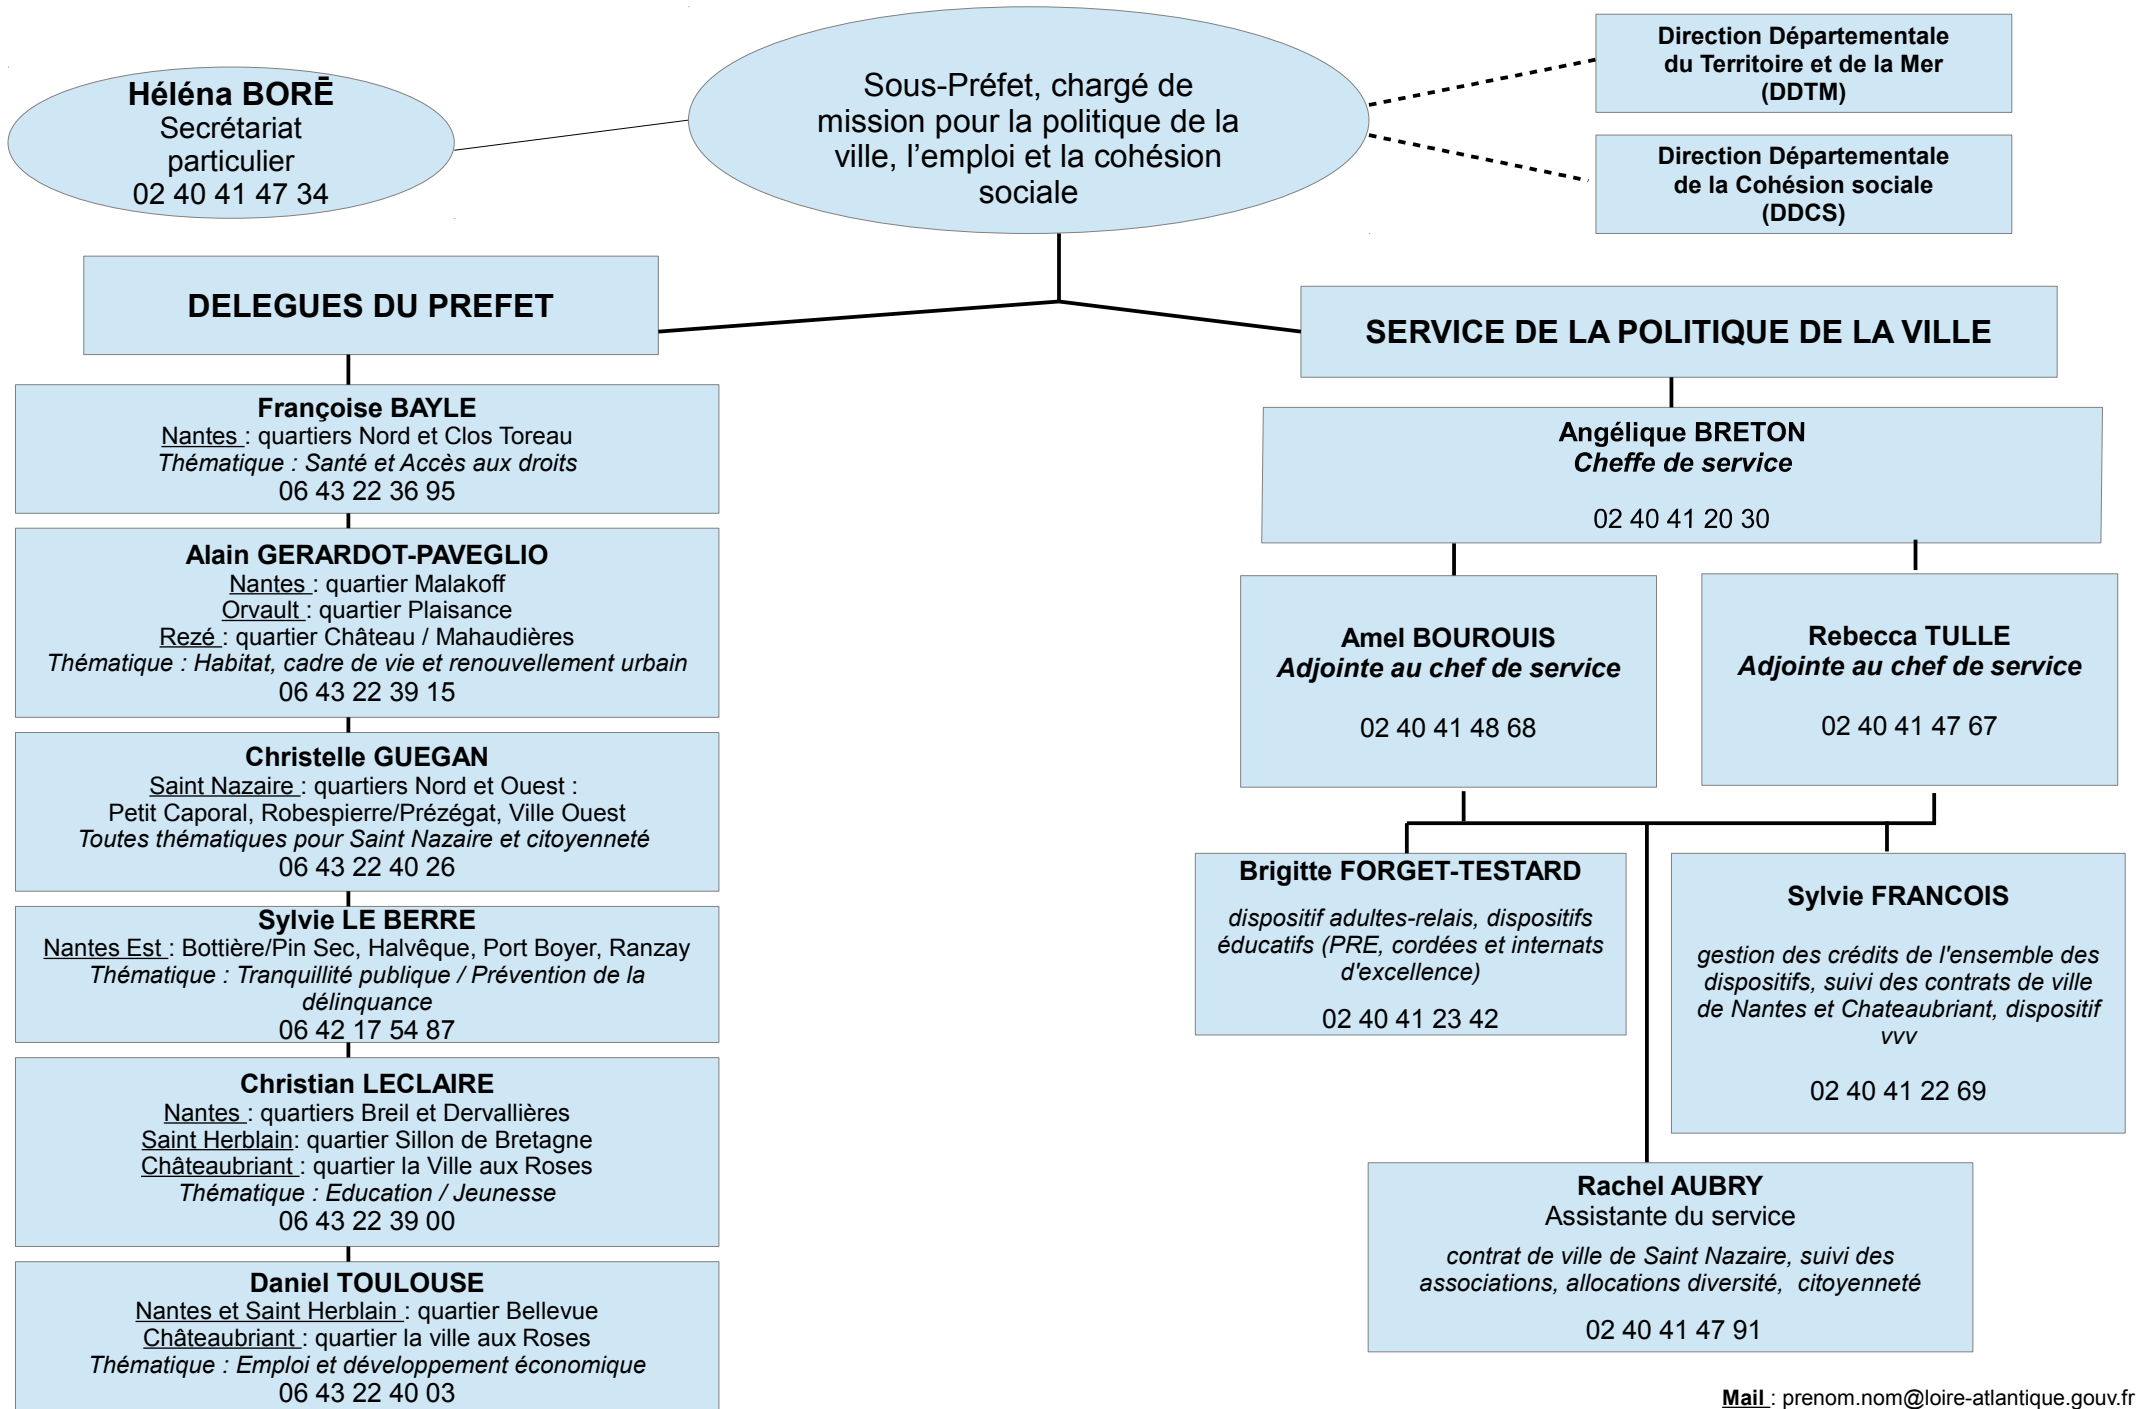 Héléna BORĒ
Secrétariat
particulier
02 40 41 47 34
Sous-Préfet, chargé de
mission pour la politique de la
ville, l’emploi et la cohésion
sociale
Direction Départementale
du Territoire et de la Mer
(DDTM)
Direction Départementale
de la Cohésion sociale
(DDCS)
DELEGUES DU PREFET
Françoise BAYLE
Nantes : quartiers Nord et Clos Toreau
Thématique : Santé et Accès aux droits
06 43 22 36 95
Alain GERARDOT-PAVEGLIO
Nantes : quartier Malakoff
Orvault : quartier Plaisance
Rezé : quartier Château / Mahaudières
Thématique : Habitat, cadre de vie et renouvellement urbain
06 43 22 39 15
Christelle GUEGAN
Saint Nazaire : quartiers Nord et Ouest :
Petit Caporal, Robespierre/Prézégat, Ville Ouest
Toutes thématiques pour Saint Nazaire et citoyenneté
06 43 22 40 26
Sylvie LE BERRE
Nantes Est : Bottière/Pin Sec, Halvêque, Port Boyer, Ranzay
Thématique : Tranquillité publique / Prévention de la
délinquance
06 42 17 54 87
Christian LECLAIRE
Nantes : quartiers Breil et Dervallières
Saint Herblain: quartier Sillon de Bretagne
Châteaubriant : quartier la Ville aux Roses
Thématique : Education / Jeunesse
06 43 22 39 00
Daniel TOULOUSE
Nantes et Saint Herblain : quartier Bellevue
Châteaubriant : quartier la ville aux Roses
Thématique : Emploi et développement économique
06 43 22 40 03
SERVICE DE LA POLITIQUE DE LA VILLE
Angélique BRETON
Cheffe de service
02 40 41 20 30
Amel BOUROUIS
Adjointe au chef de service
02 40 41 48 68
Rebecca TULLE
Adjointe au chef de service
02 40 41 47 67
Brigitte FORGET-TESTARD
dispositif adultes-relais, dispositifs
éducatifs (PRE, cordées et internats
d'excellence)
02 40 41 23 42
Sylvie FRANCOIS
gestion des crédits de l'ensemble des
dispositifs, suivi des contrats de ville
de Nantes et Chateaubriant, dispositif
vvv
02 40 41 22 69
Rachel AUBRY
Assistante du service
contrat de ville de Saint Nazaire, suivi des
associations, allocations diversité, citoyenneté
02 40 41 47 91
Mail : prenom.nom@loire-atlantique.gouv.fr